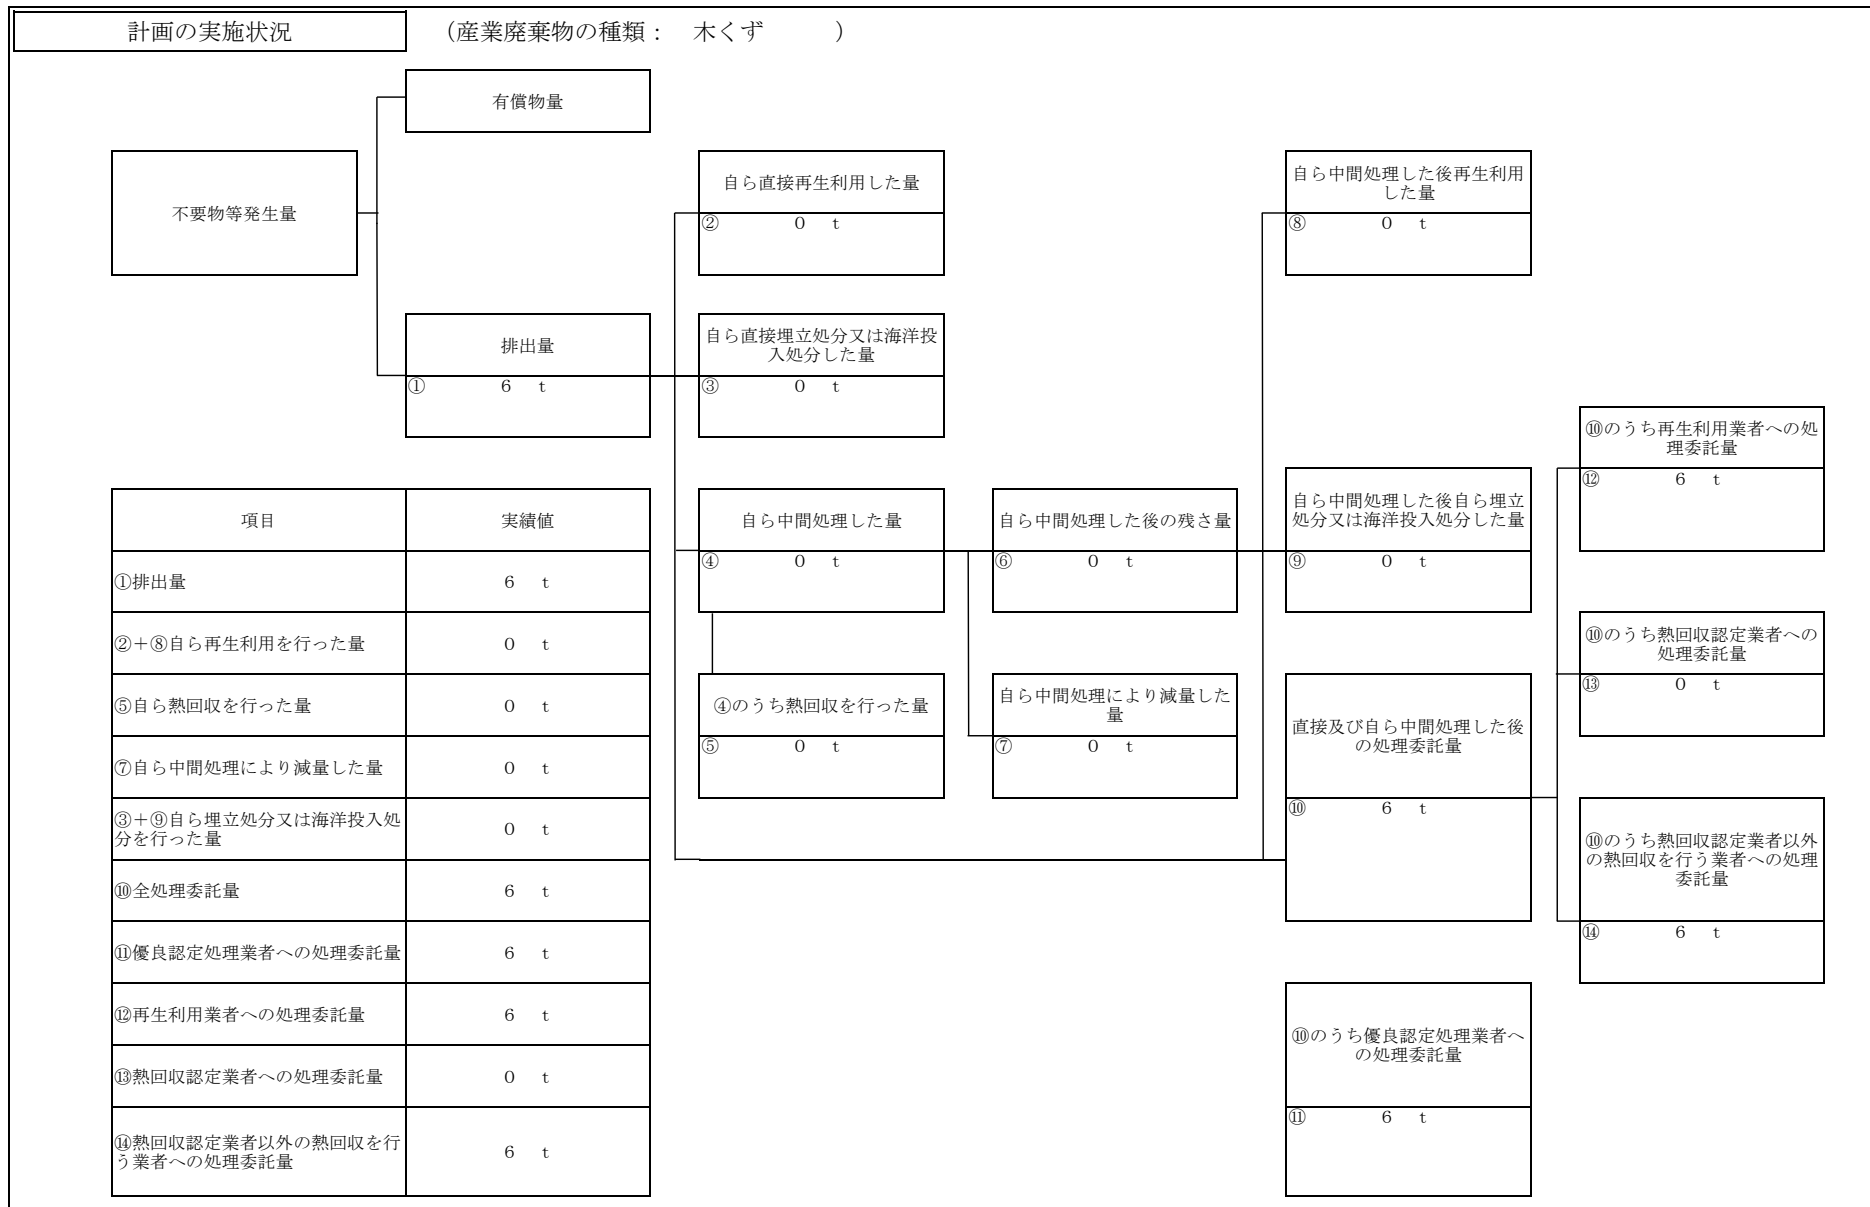 計画の実施状況
（産業廃棄物の種類： 木くず ）
有償物量
不要物等発生量
自ら直接再生利用した量
② 0 t
自ら中間処理した後再生利用
した量
⑧ 0 t
排出量
① 6 t
自ら直接埋立処分又は海洋投
入処分した量
③ 0 t
⑩のうち再生利用業者への処
理委託量
⑫ 6 t
自ら中間処理した量
④ 0 t
自ら中間処理した後の残さ量
⑥ 0 t
自ら中間処理した後自ら埋立
処分又は海洋投入処分した量
⑨ 0 t
⑩のうち熱回収認定業者への
処理委託量
⑬ 0 t
④のうち熱回収を行った量
⑤ 0 t
自ら中間処理により減量した
量
⑦ 0 t
直接及び自ら中間処理した後
の処理委託量
⑩ 6 t
⑩のうち熱回収認定業者以外
の熱回収を行う業者への処理
委託量
⑭ 6 t
⑩のうち優良認定処理業者へ
の処理委託量
⑪ 6 t
項目 実績値
①排出量 6 t
②＋⑧自ら再生利用を行った量 0 t
⑤自ら熱回収を行った量 0 t
⑦自ら中間処理により減量した量 0 t
③＋⑨自ら埋立処分又は海洋投入処
分を行った量 0 t
⑩全処理委託量 6 t
⑪優良認定処理業者への処理委託量 6 t
⑫再生利用業者への処理委託量 6 t
⑬熱回収認定業者への処理委託量 0 t
⑭熱回収認定業者以外の熱回収を行
う業者への処理委託量 6 t